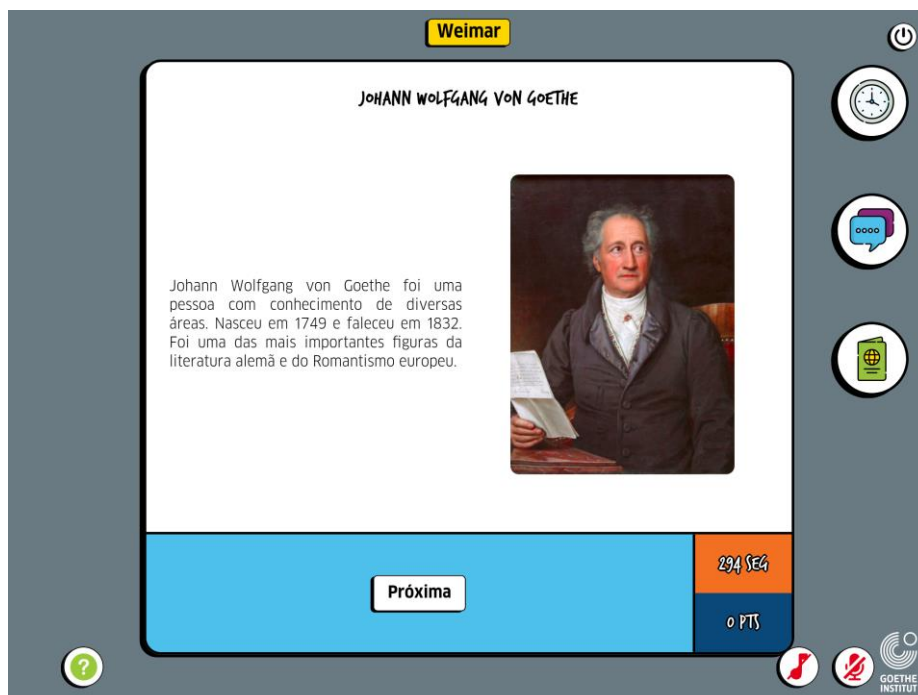 Weimar
JOHANN WOLFGANG VON GOETHE
Johann Wolfgang von Goethe foi uma
pessoa com conhecimento de diversas
áreas. Nasceu em 1749 e faleceu em 1832.
Foi uma das mais importantes figuras da
literatura alemã e do Romantismo europeu.
294 SEG
Próxima
0 PTS
?
GOETHE
INSTITUT